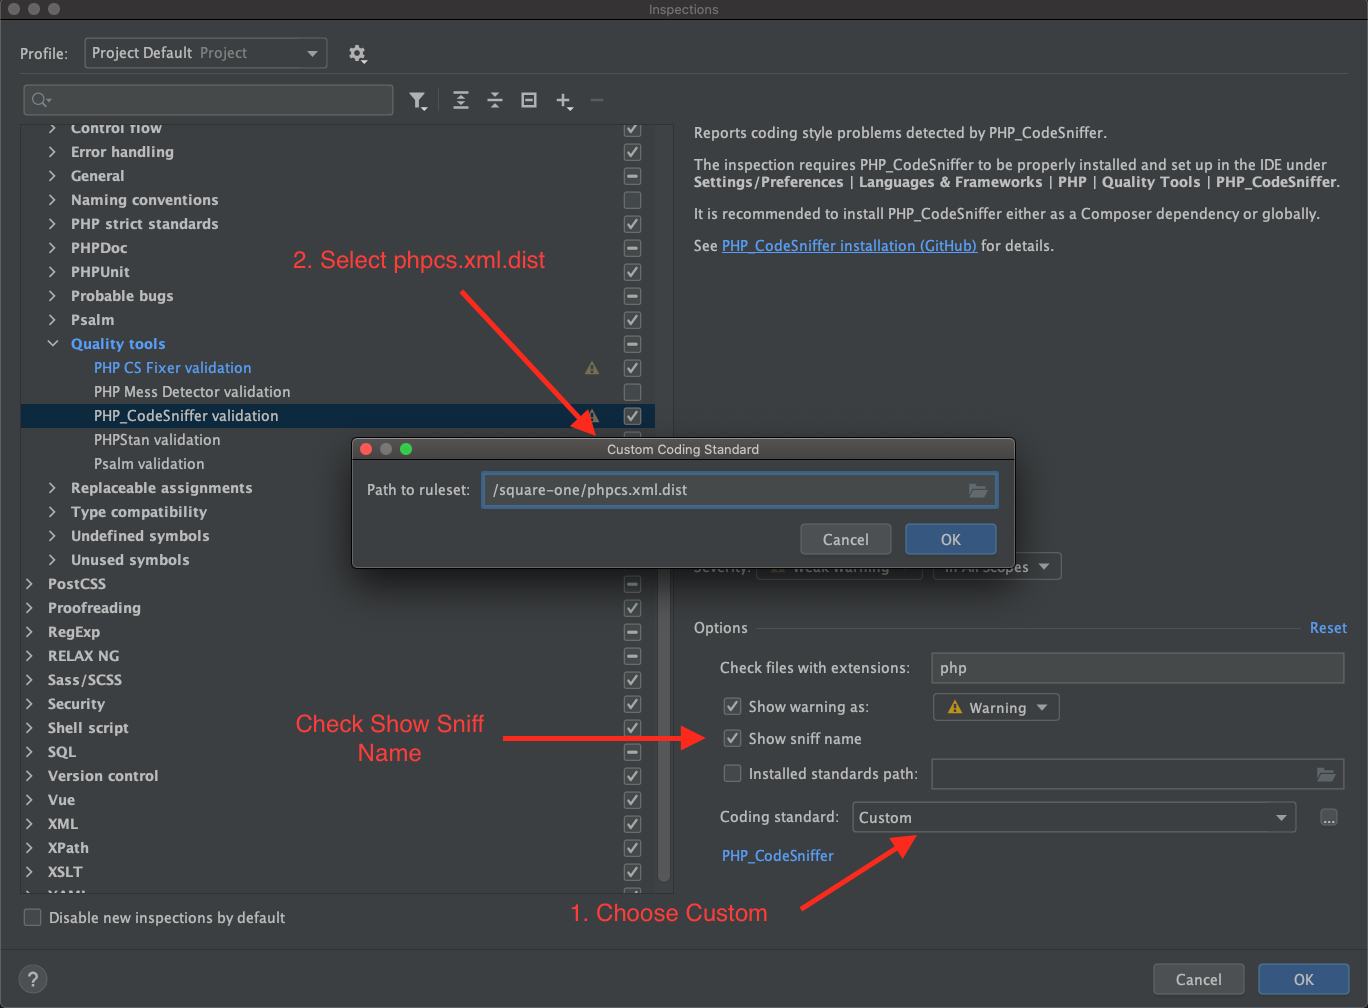 Inspections
Profile:
Project Default Project
Control flow
Error handling
General
Naming conventions
PHP strict standards
PHPDoc
PHPUnit
Probable bugs
Psalm
Quality tools
PHP CS Fixer validation
PHP Mess Detector validation
PHP_CodeSniffer validation
PHPStan validation
Psalm validation
Replaceable assignments
Type compatibility
Undefined symbols
Unused symbols
PostCSS
Proofreading
RegExp
RELAX NG
Sass/SCSS
Security
Shell script
SQL
Version control
Vue
XML
XPath
XSLT
YAML
Disable new inspections by default
Reports coding style problems detected by PHP_CodeSniffer.
The inspection requires PHP_CodeSniffer to be properly installed and set up in the IDE under
Settings/Preferences | Languages & Frameworks | PHP | Quality Tools | PHP_CodeSniffer.
It is recommended to install PHP_CodeSniffer either as a Composer dependency or globally.
See PHP_CodeSniffer installation (GitHub) for details.
2. Select phpcs.xml.dist
Custom Coding Standard
Path to ruleset: /square-one/phpcs.xml.dist
Cancel OK
Severity: Weak Warning In All Scopes
Options Reset
Check files with extensions: php
Show warning as: Warning
Check Show Sniff
Name
Show sniff name
Installed standards path:
Coding standard: Custom ...
PHP_CodeSniffer
1. Choose Custom
? Cancel OK